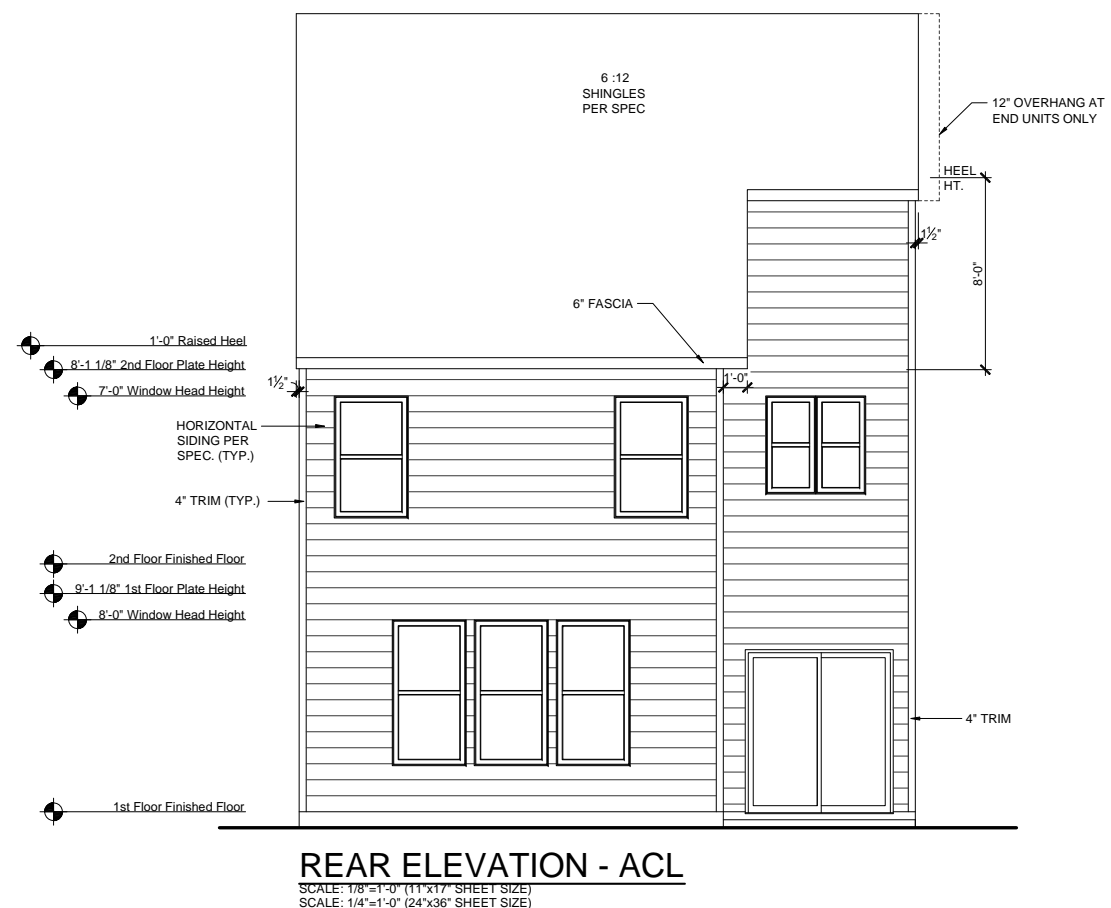 6 :12
SHINGLES
PER SPEC
12" OVERHANG AT
END UNITS ONLY
HEEL
HT.
1½"
8'-0"
6" FASCIA
1'-0" Raised Heel
8'-1 1/8" 2nd Floor Plate Height
7'-0" Window Head Height
1½"
1'-0"
HORIZONTAL
SIDING PER
SPEC. (TYP.)
4" TRIM (TYP.)
2nd Floor Finished Floor
9'-1 1/8" 1st Floor Plate Height
8'-0" Window Head Height
4" TRIM
1st Floor Finished Floor
REAR ELEVATION - ACL
SCALE: 1/8"=1'-0" (11"x17" SHEET SIZE)
SCALE: 1/4"=1'-0" (24"x36" SHEET SIZE)